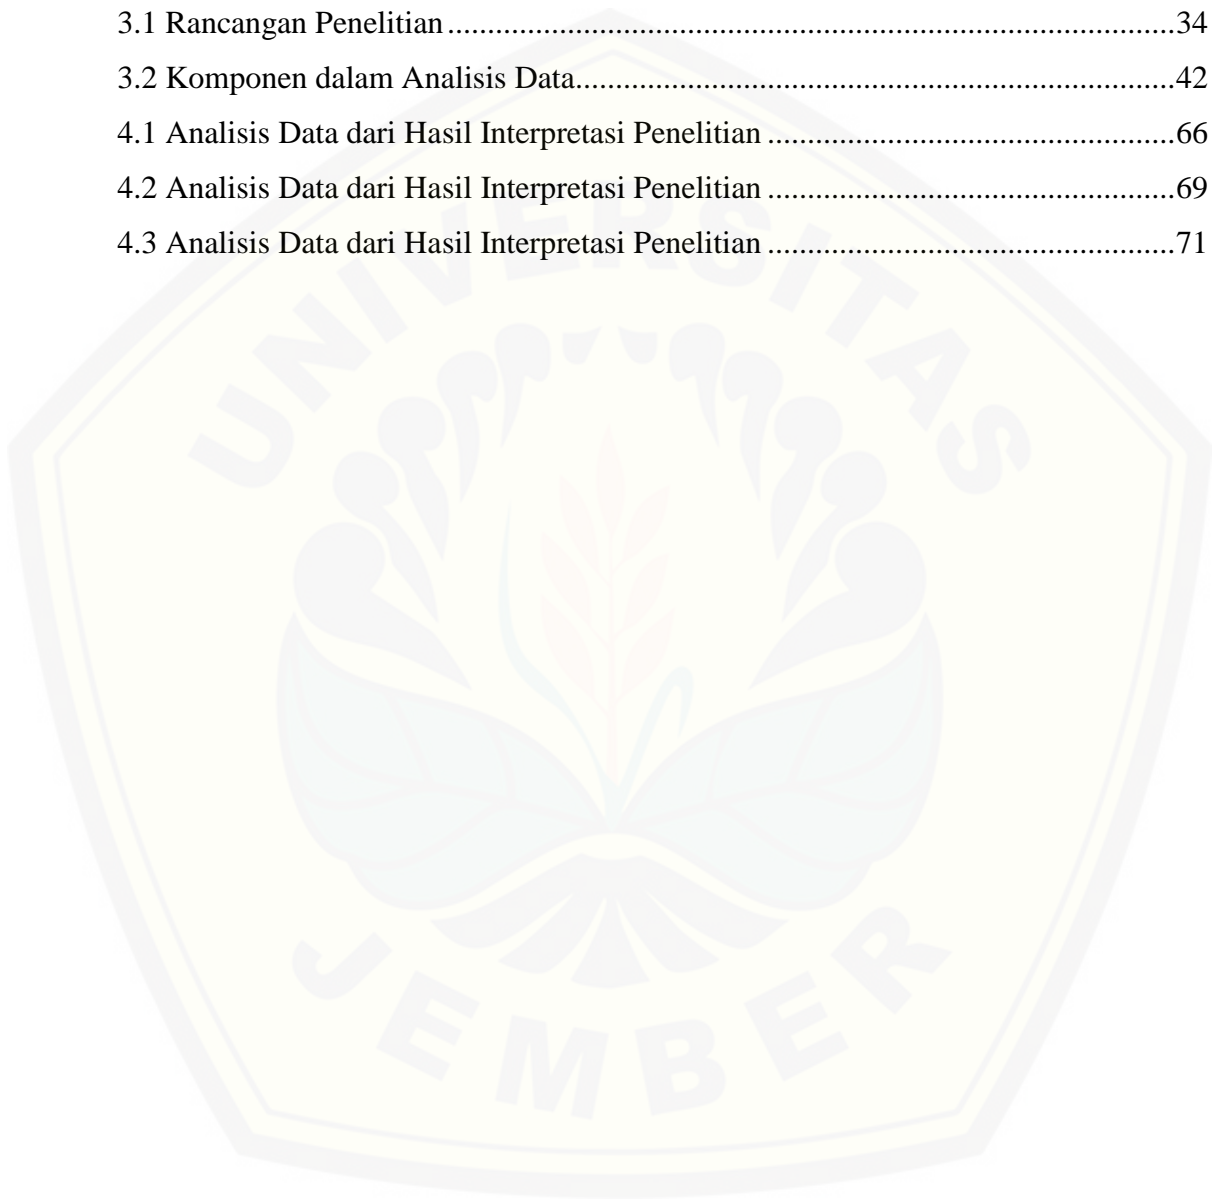 3.1 Rancangan Penelitian...........................................................................................34
3.2 Komponen dalam Analisis Data...........................................................................42
4.1 Analisis Data dari Hasil Interpretasi Penelitian...................................................66
4.2 Analisis Data dari Hasil Interpretasi Penelitian...................................................69
4.3 Analisis Data dari Hasil Interpretasi Penelitian...................................................71
UNIVERSITAS
JEMBER